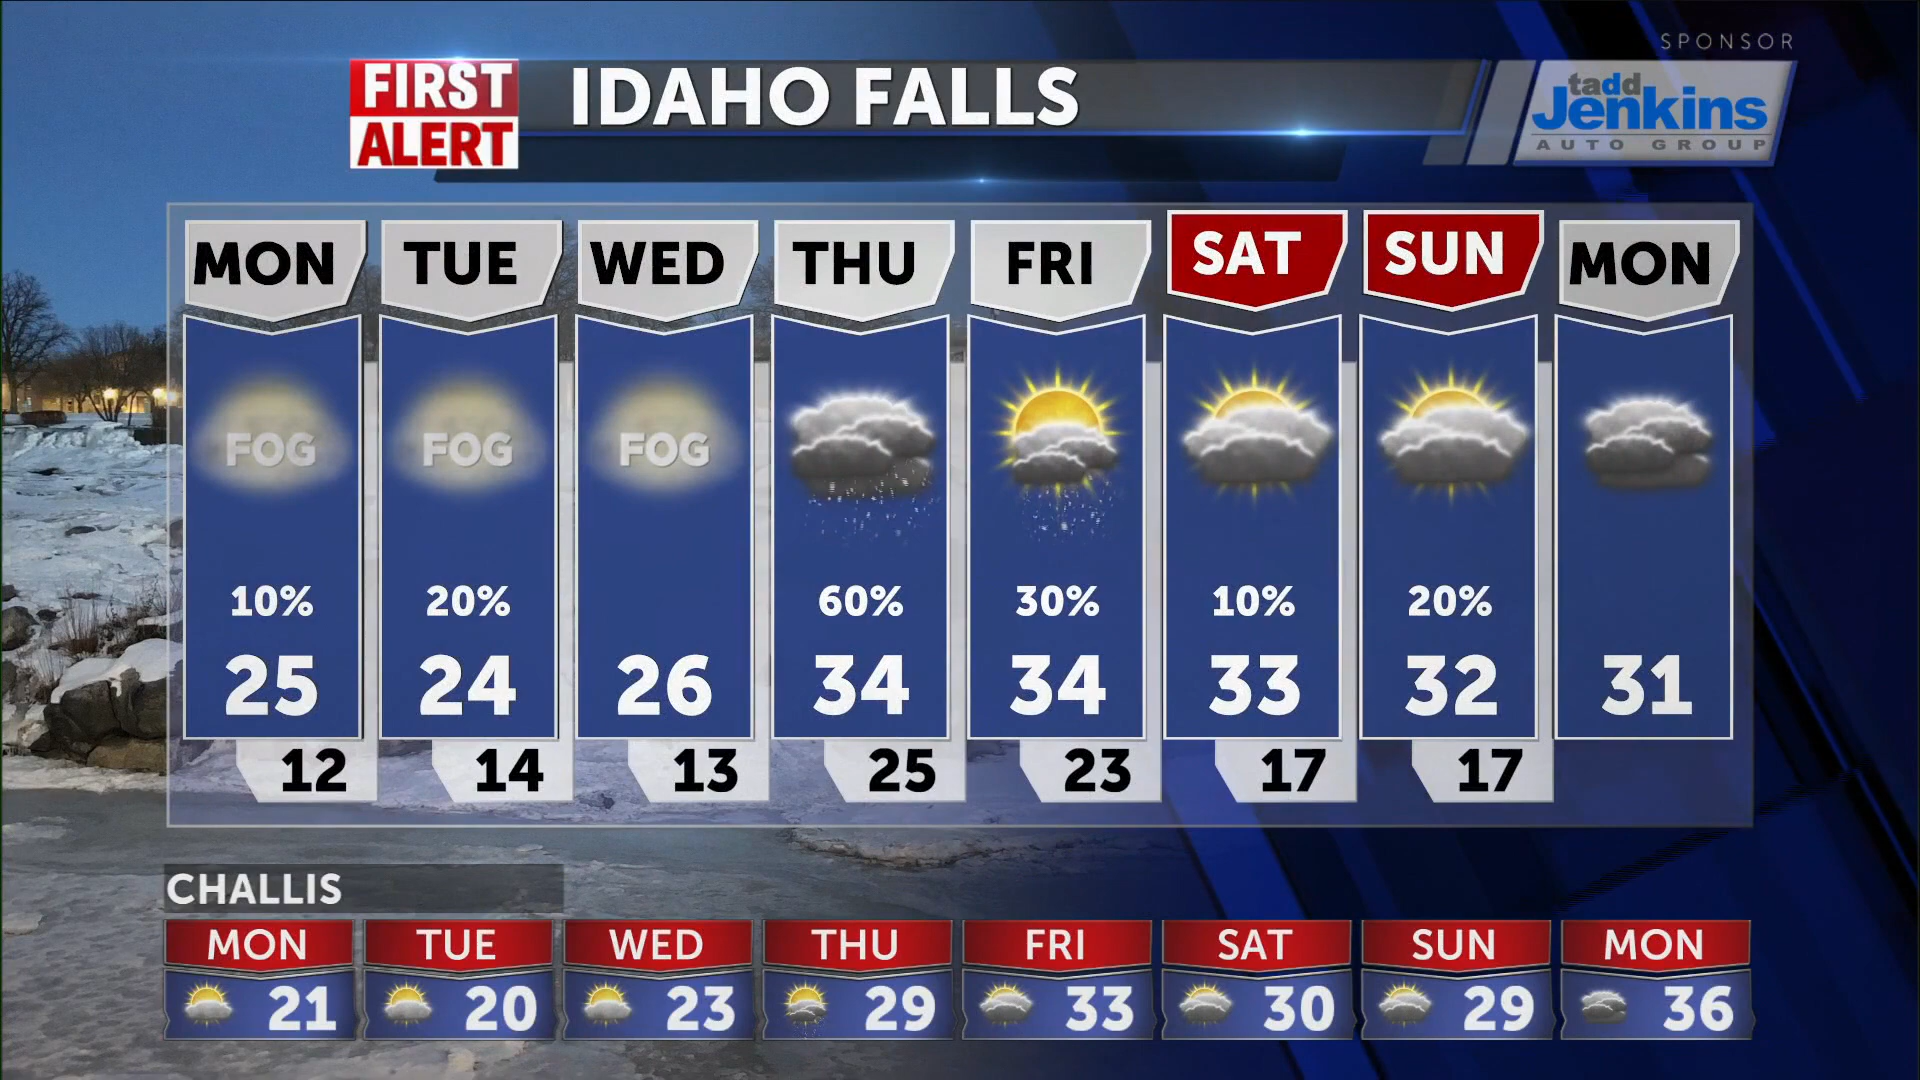 SPONSOR
FIRST
ALERT
IDAHO FALLS
tadd
Jenkins
AUTO GROUP
MON TUE WED THU FRI SAT SUN MON
FOG FOG FOG
10% 20% 60% 30% 10% 20%
25 24 26 34 34 33 32 31
12 14 13 25 23 17 17
CHALLIS
MON TUE WED THU FRI SAT SUN MON
21 20 23 29 33 30 29 36